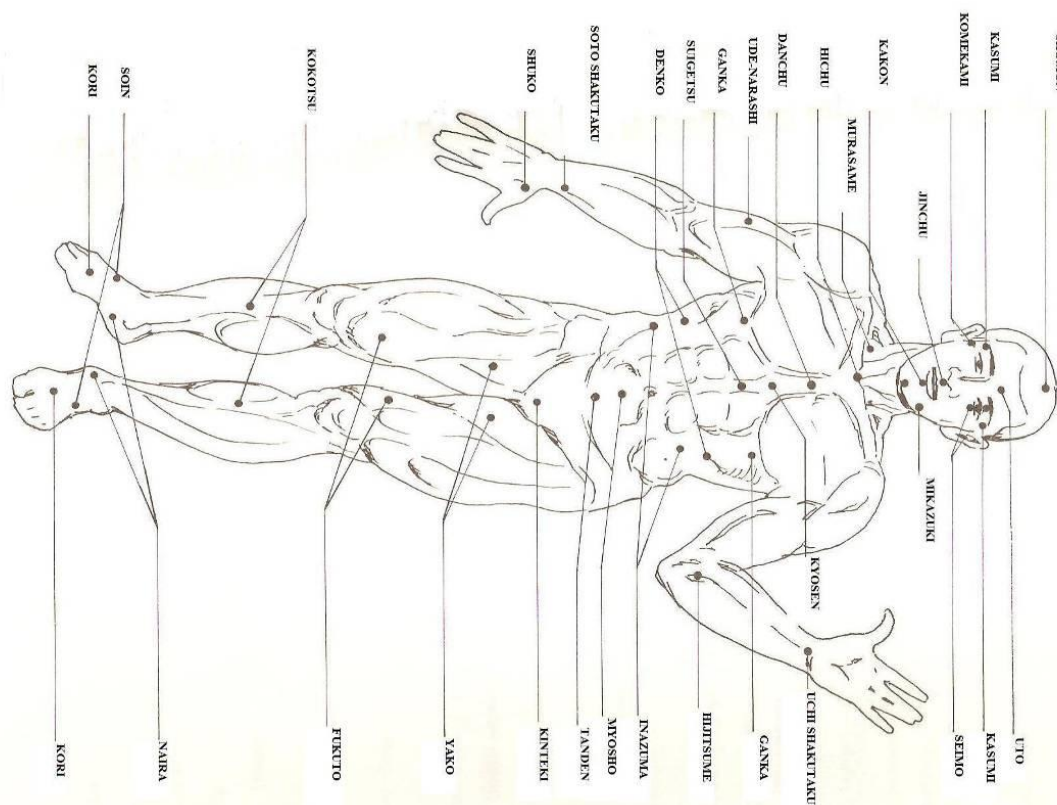 KASUMI
KOMEKAMI
JINCHU
KAKON
MURASAME
HICHU
DANCHU
UDE-NARASHI
GANKA
SUIGETSU
DENKO
SOTO SHAKUTAKU
SHUKO
KOKOTSU
SOIN
KORI
UTO
KASUMI
SEIMO
MIKAZUKI
KYOSEN
UCHI SHAKUTAKU
GANKA
HIJITSUME
INAZUMA
MYOSHO
TANDEN
KINTEKI
YAKO
FUKUTO
NAIRA
KORI